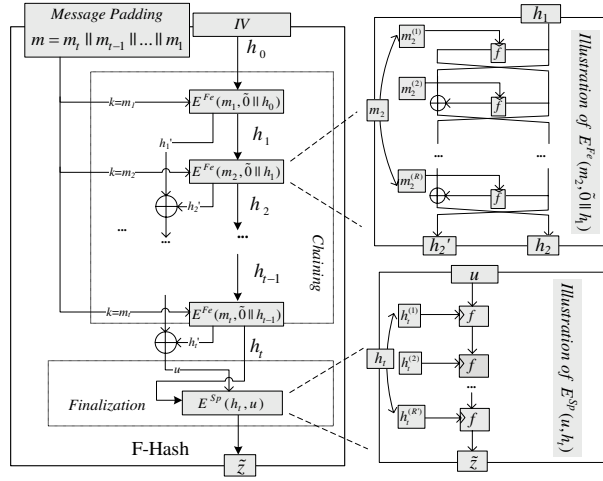 Message Padding
m = m_t || m_{t-1} || ... || m_1
IV
h_0
k=m_1
E^{Fe}(m_1, 0̃ || h_0)
h_1'
h_1
k=m_2
E^{Fe}(m_2, 0̃ || h_1)
h_2'
h_2
...
...
...
h_{t-1}
Chaining
k=m_t
E^{Fe}(m_t, 0̃ || h_{t-1})
h_t'
h_t
u
Finalization
E^{Sp}(h_t, u)
F-Hash
z̃
h_1
m_2^{(1)}
f
m_2
m_2^{(2)}
f
...
...
...
m_2^{(R)}
f
h_2'
h_2
Illustration of E^{Fe}(m_2, 0̃ || h_1)
u
h_t^{(1)}
f
h_t
h_t^{(2)}
f
...
h_t^{(R')}
f
z̃
Illustration of E^{Sp}(u, h_t)